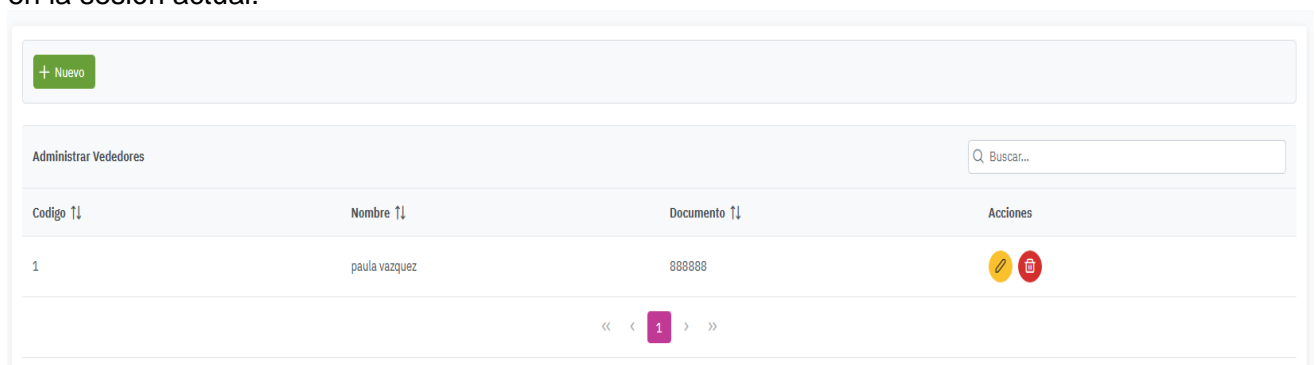 en la sesión actual.
+ Nuevo
Administrar Vededores
Buscar...
Codigo Nombre Documento Acciones
1 paula vazquez 888888
« ‹ 1 › »